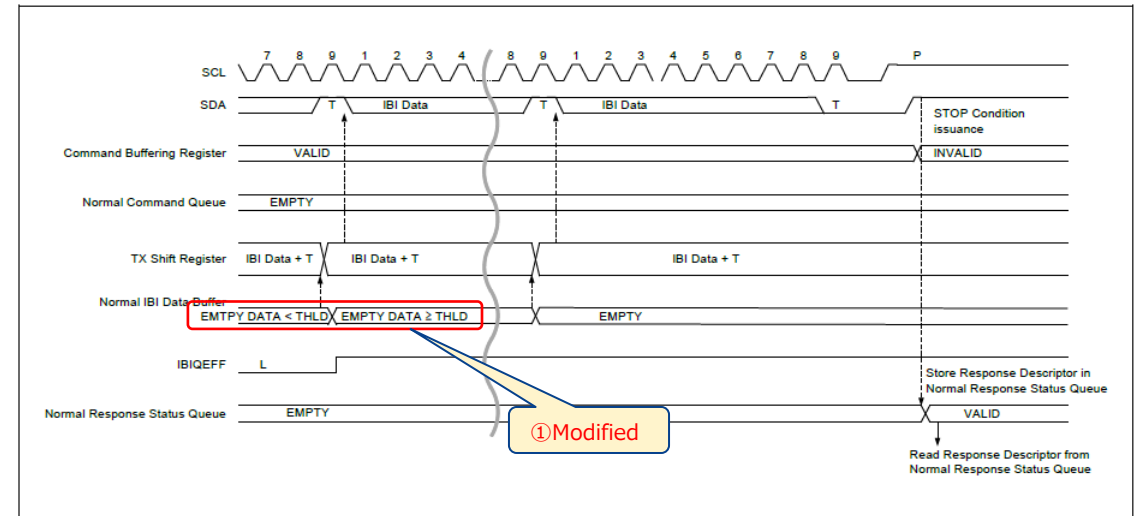 7 8 9 1 2 3 4 8 9 1 2 3 4 5 6 7 8 9 P
SCL
SDA T IBI Data T IBI Data T
STOP Condition
issuance
Command Buffering Register VALID INVALID
Normal Command Queue EMPTY
TX Shift Register IBI Data + T IBI Data + T IBI Data + T
Normal IBI Data Buffer
EMTPY DATA < THLD EMPTY DATA ≥ THLD EMPTY
IBIQEFF L
Store Response Descriptor in
Normal Response Status Queue
Normal Response Status Queue EMPTY VALID
①Modified
Read Response Descriptor from
Normal Response Status Queue